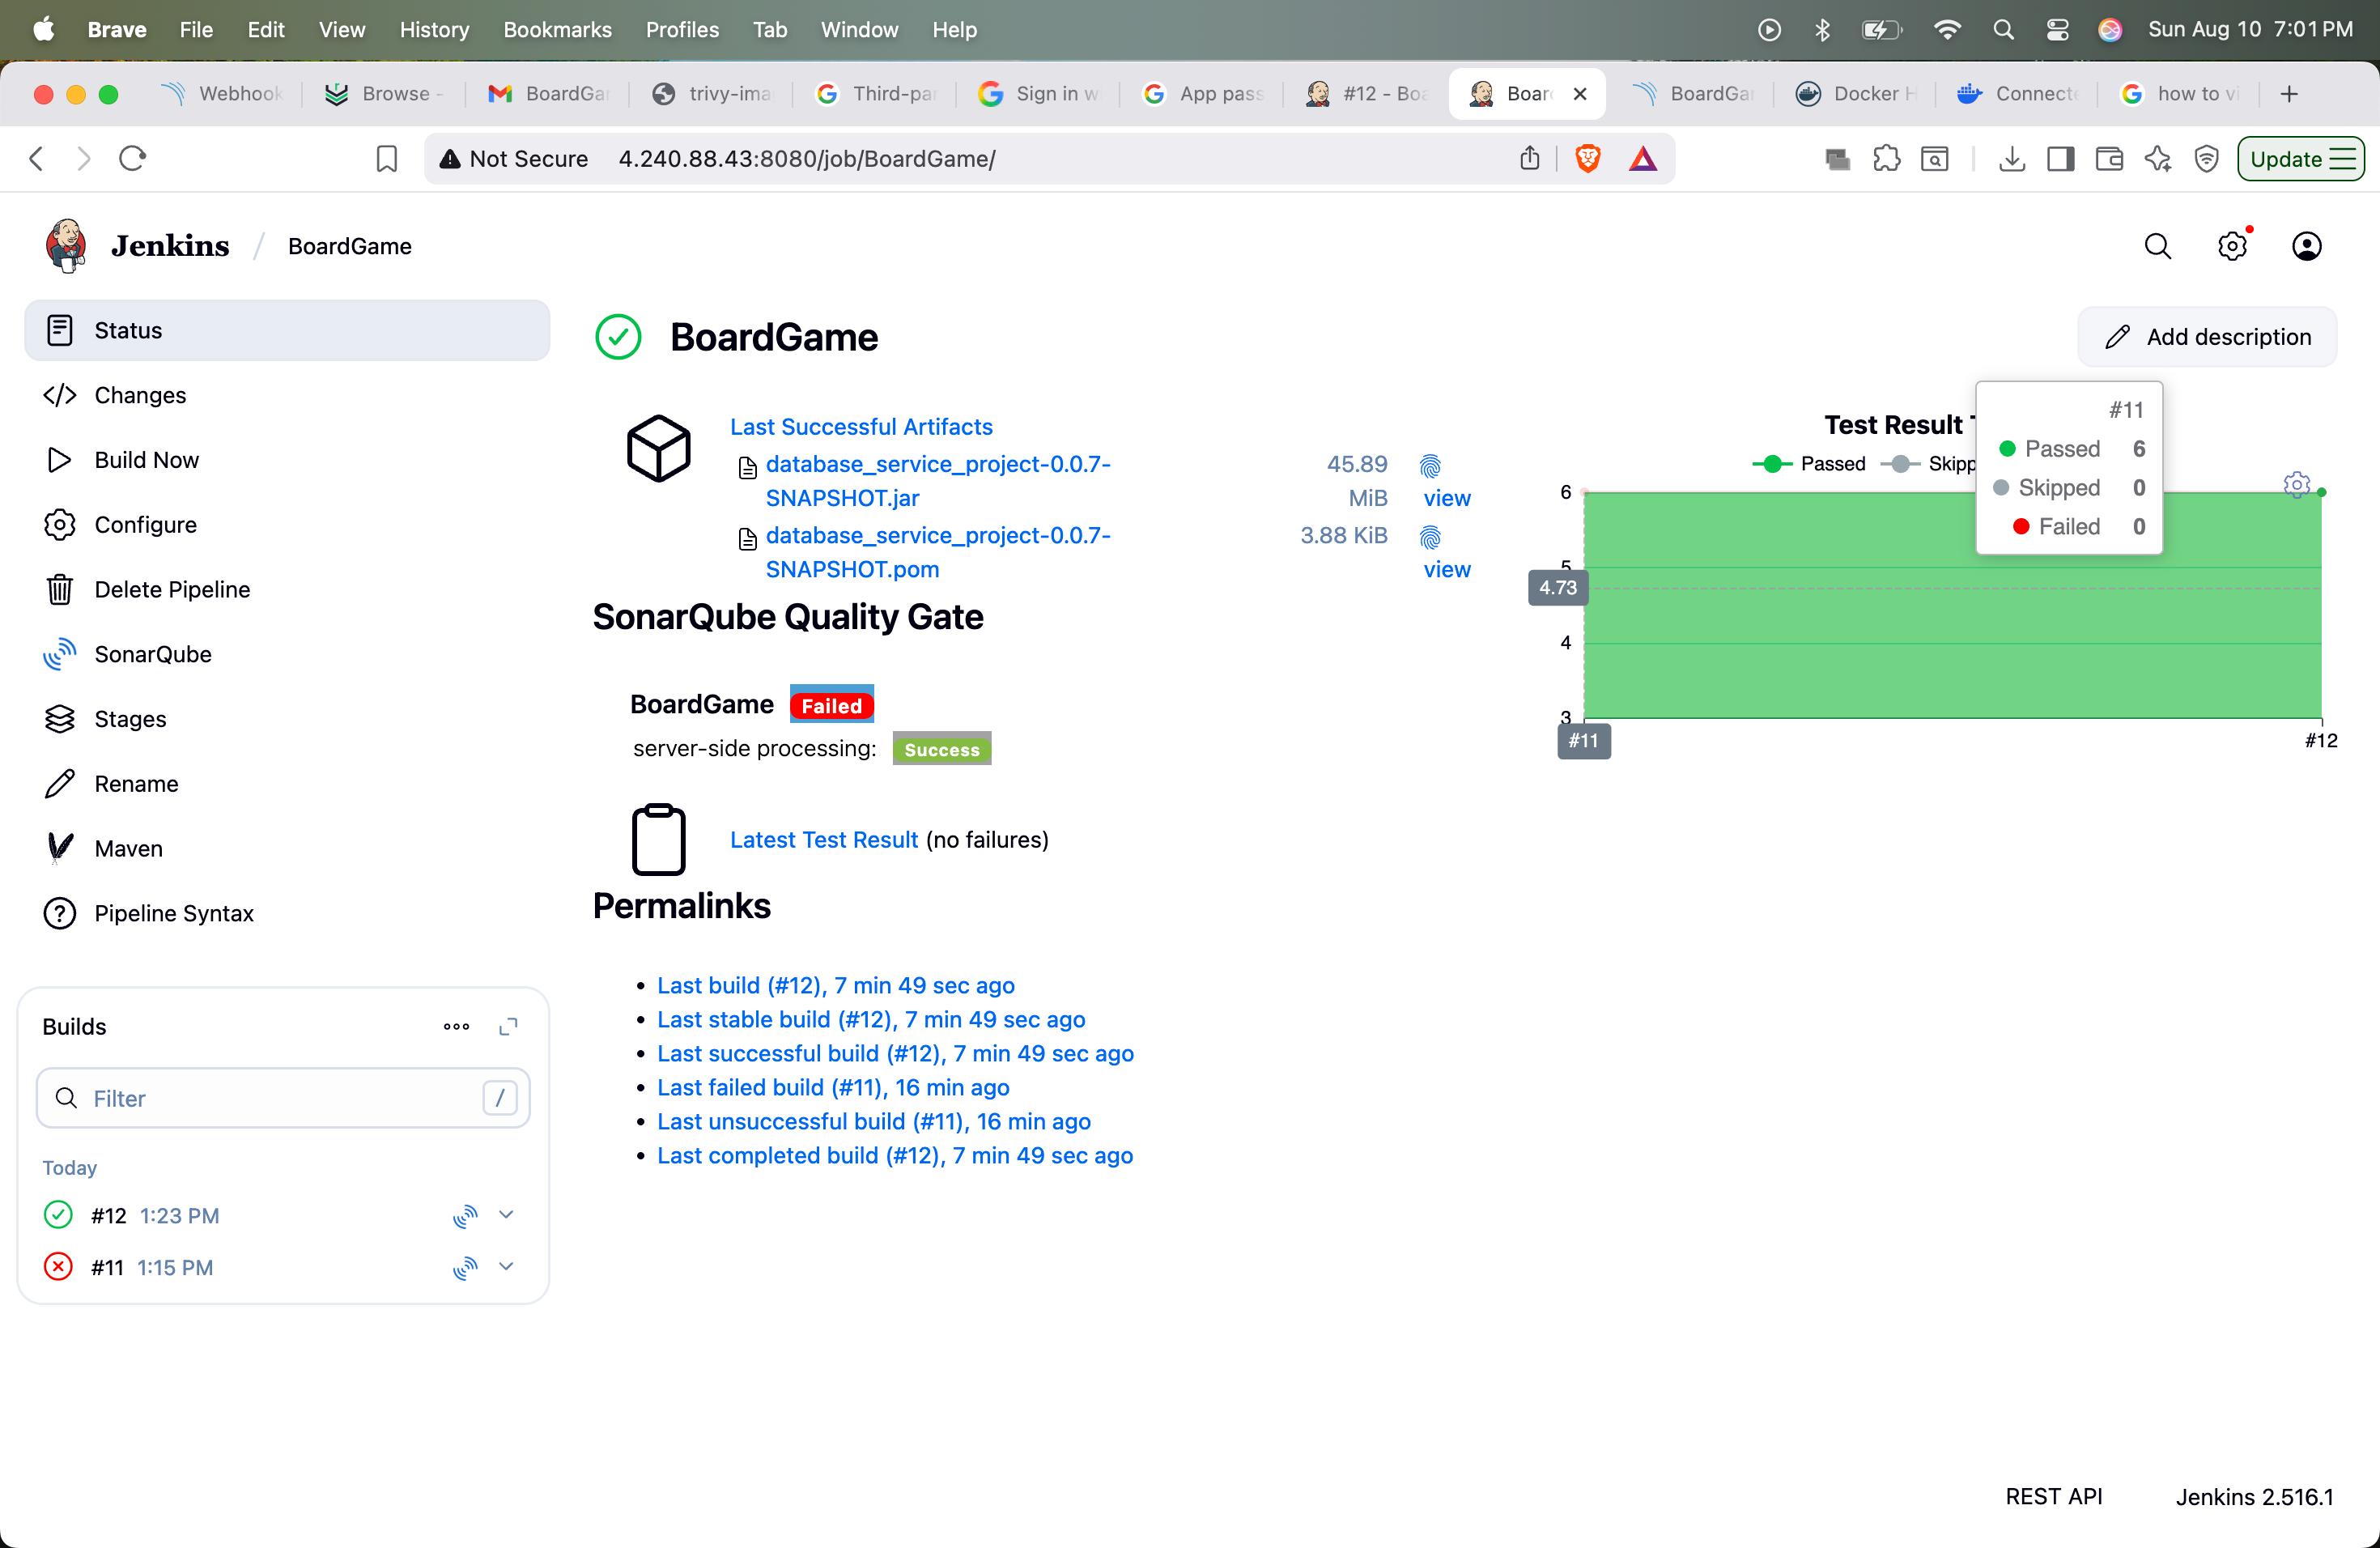 Brave File Edit View History Bookmarks Profiles Tab Window Help Sun Aug 10 7:01 PM
Webhook Browse - BoardGa trivy-ima Third-pa Sign in w App pass #12 - Boa Boar BoardGa Docker H Connect how to vi
Not Secure 4.240.88.43:8080/job/BoardGame/ Update
Jenkins / BoardGame
Status
Changes
Build Now
Configure
Delete Pipeline
SonarQube
Stages
Rename
Maven
Pipeline Syntax
Builds
Filter /
Today
#12 1:23 PM
#11 1:15 PM
BoardGame
Add description
Last Successful Artifacts
database_service_project-0.0.7-
SNAPSHOT.jar
45.89
MiB
view
database_service_project-0.0.7-
SNAPSHOT.pom
3.88 KiB
view
SonarQube Quality Gate
BoardGame Failed
server-side processing: Success
Latest Test Result (no failures)
Permalinks
Last build (#12), 7 min 49 sec ago
Last stable build (#12), 7 min 49 sec ago
Last successful build (#12), 7 min 49 sec ago
Last failed build (#11), 16 min ago
Last unsuccessful build (#11), 16 min ago
Last completed build (#12), 7 min 49 sec ago
Test Result
Passed Skipp
#11
Passed 6
Skipped 0
Failed 0
6
5
4.73
4
3
#11
#12
REST API Jenkins 2.516.1